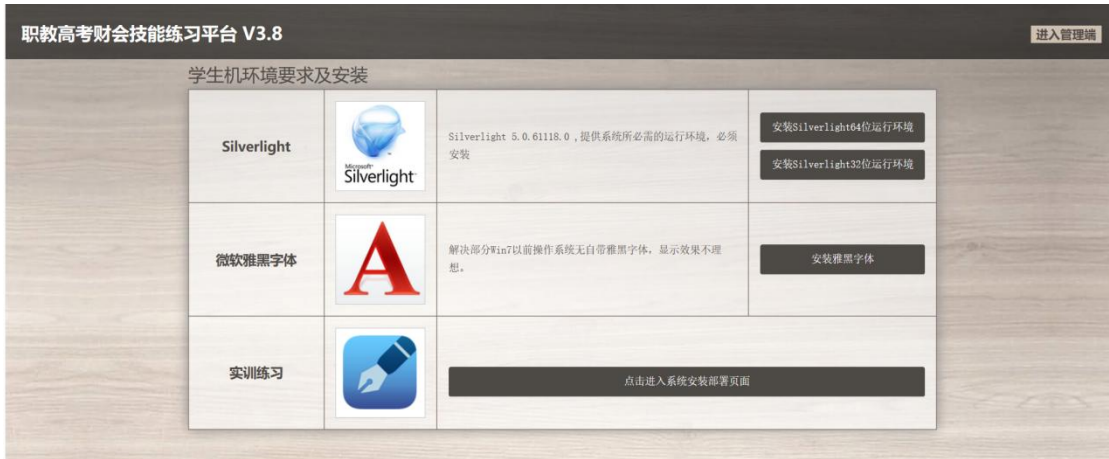 职教高考财会技能练习平台 V3.8
进入管理端
学生机环境要求及安装
Silverlight
Microsoft
Silverlight
Silverlight 5.0.61118.0 ,提供系统所必需的运行环境，必须
安装
安装Silverlight64位运行环境
安装Silverlight32位运行环境
微软雅黑字体
A
解决部分Win7以前操作系统无自带雅黑字体，显示效果不理
想。
安装雅黑字体
实训练习
点击进入系统安装部署页面